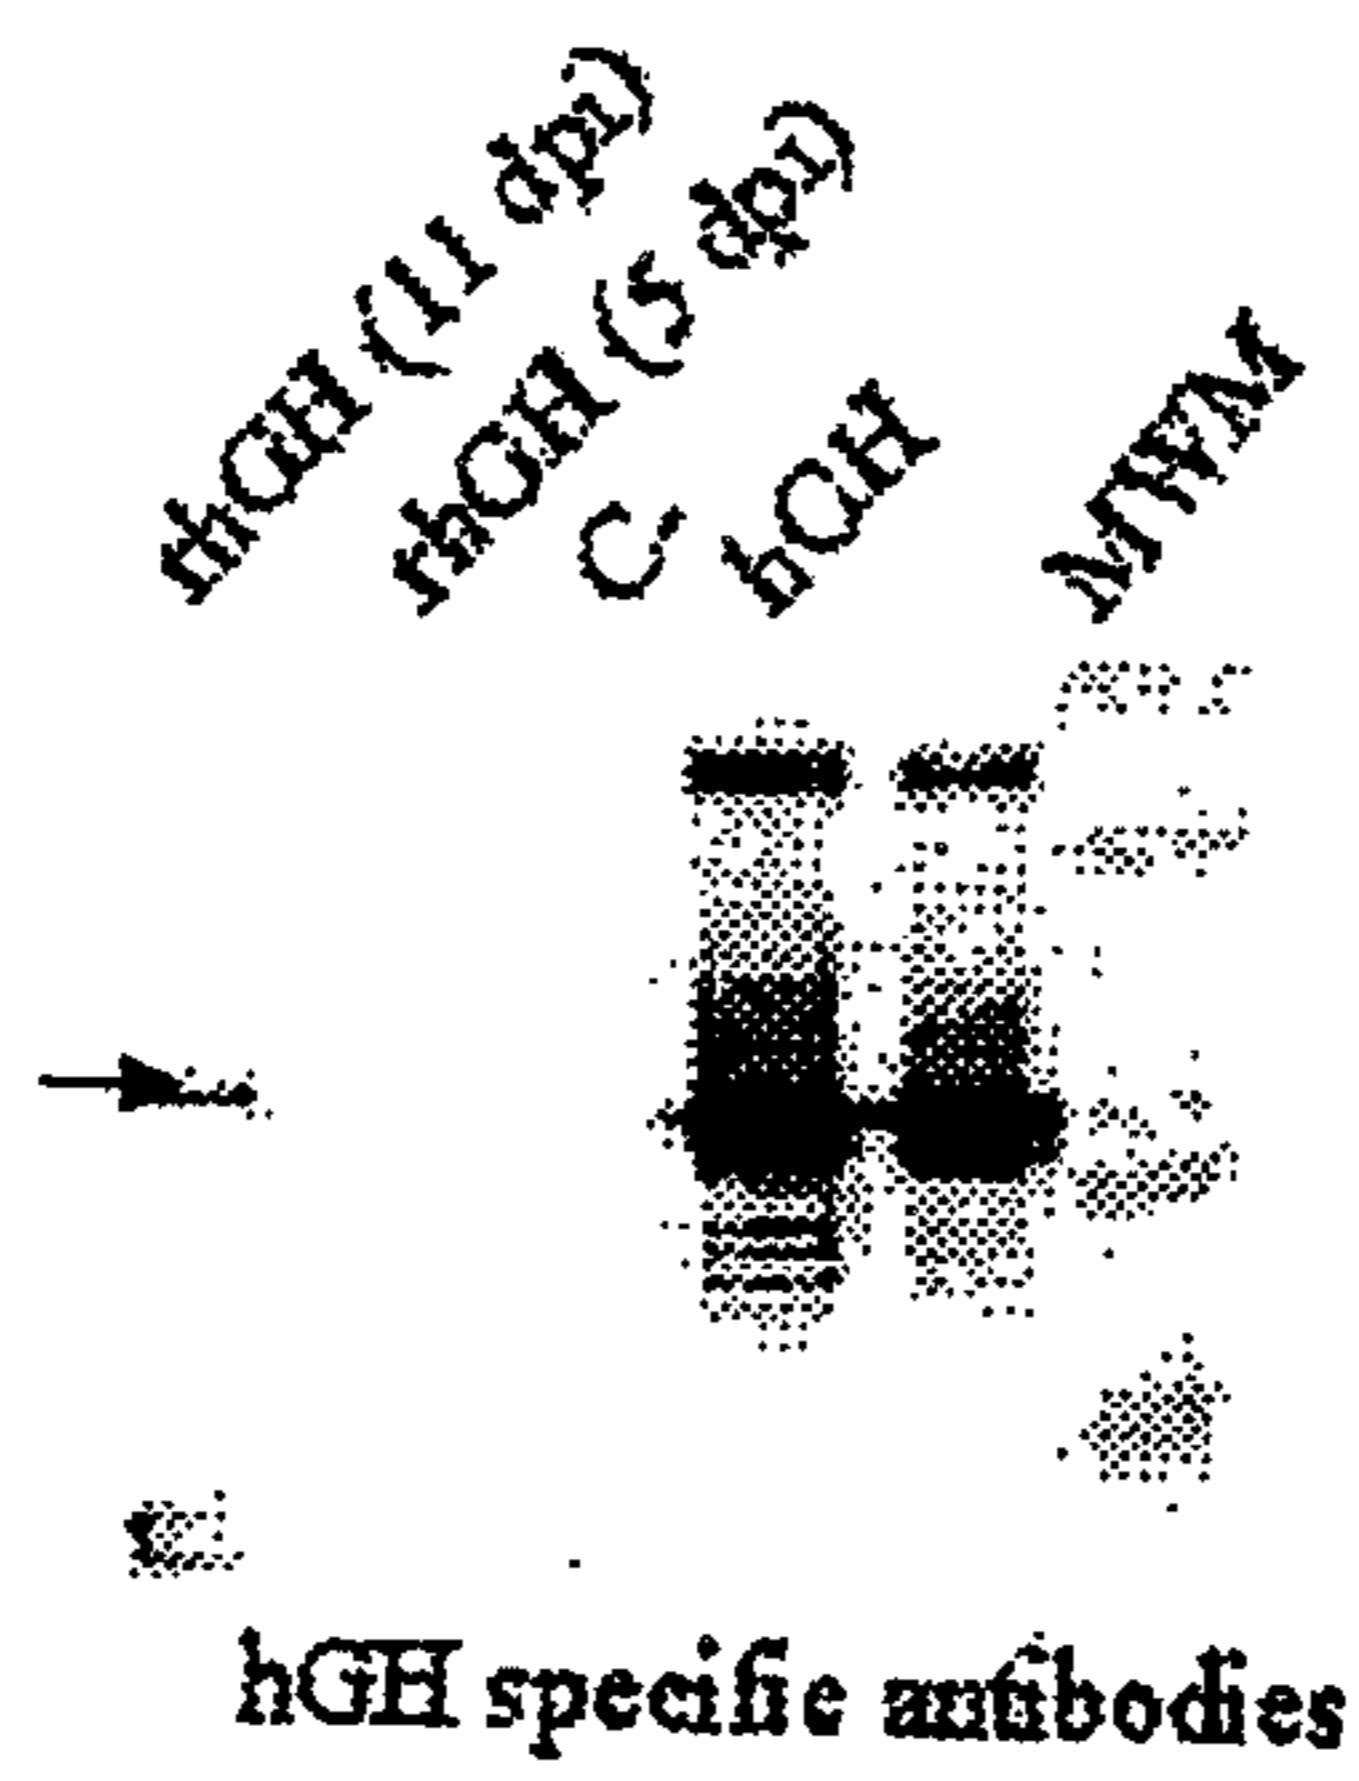 rhGH (11 dpi)
rhGH (5 dpi)
C-
hGH
MWM
hGH specific antibodies